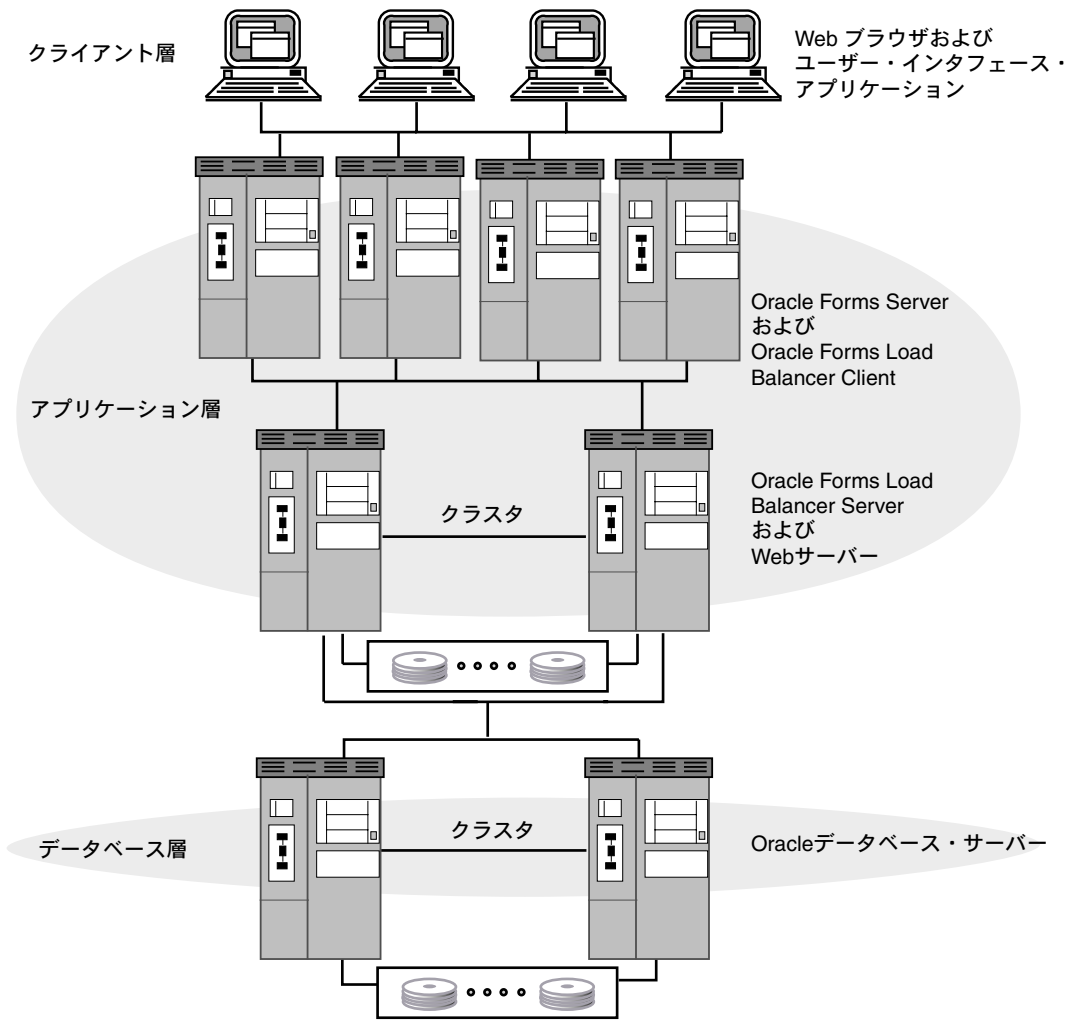 クライアント層
Web ブラウザおよび
ユーザー・インタフェース・
アプリケーション
Oracle Forms Server
および
Oracle Forms Load
Balancer Client
アプリケーション層
Oracle Forms Load
Balancer Server
および
Webサーバー
クラスタ
データベース層
クラスタ
Oracleデータベース・サーバー